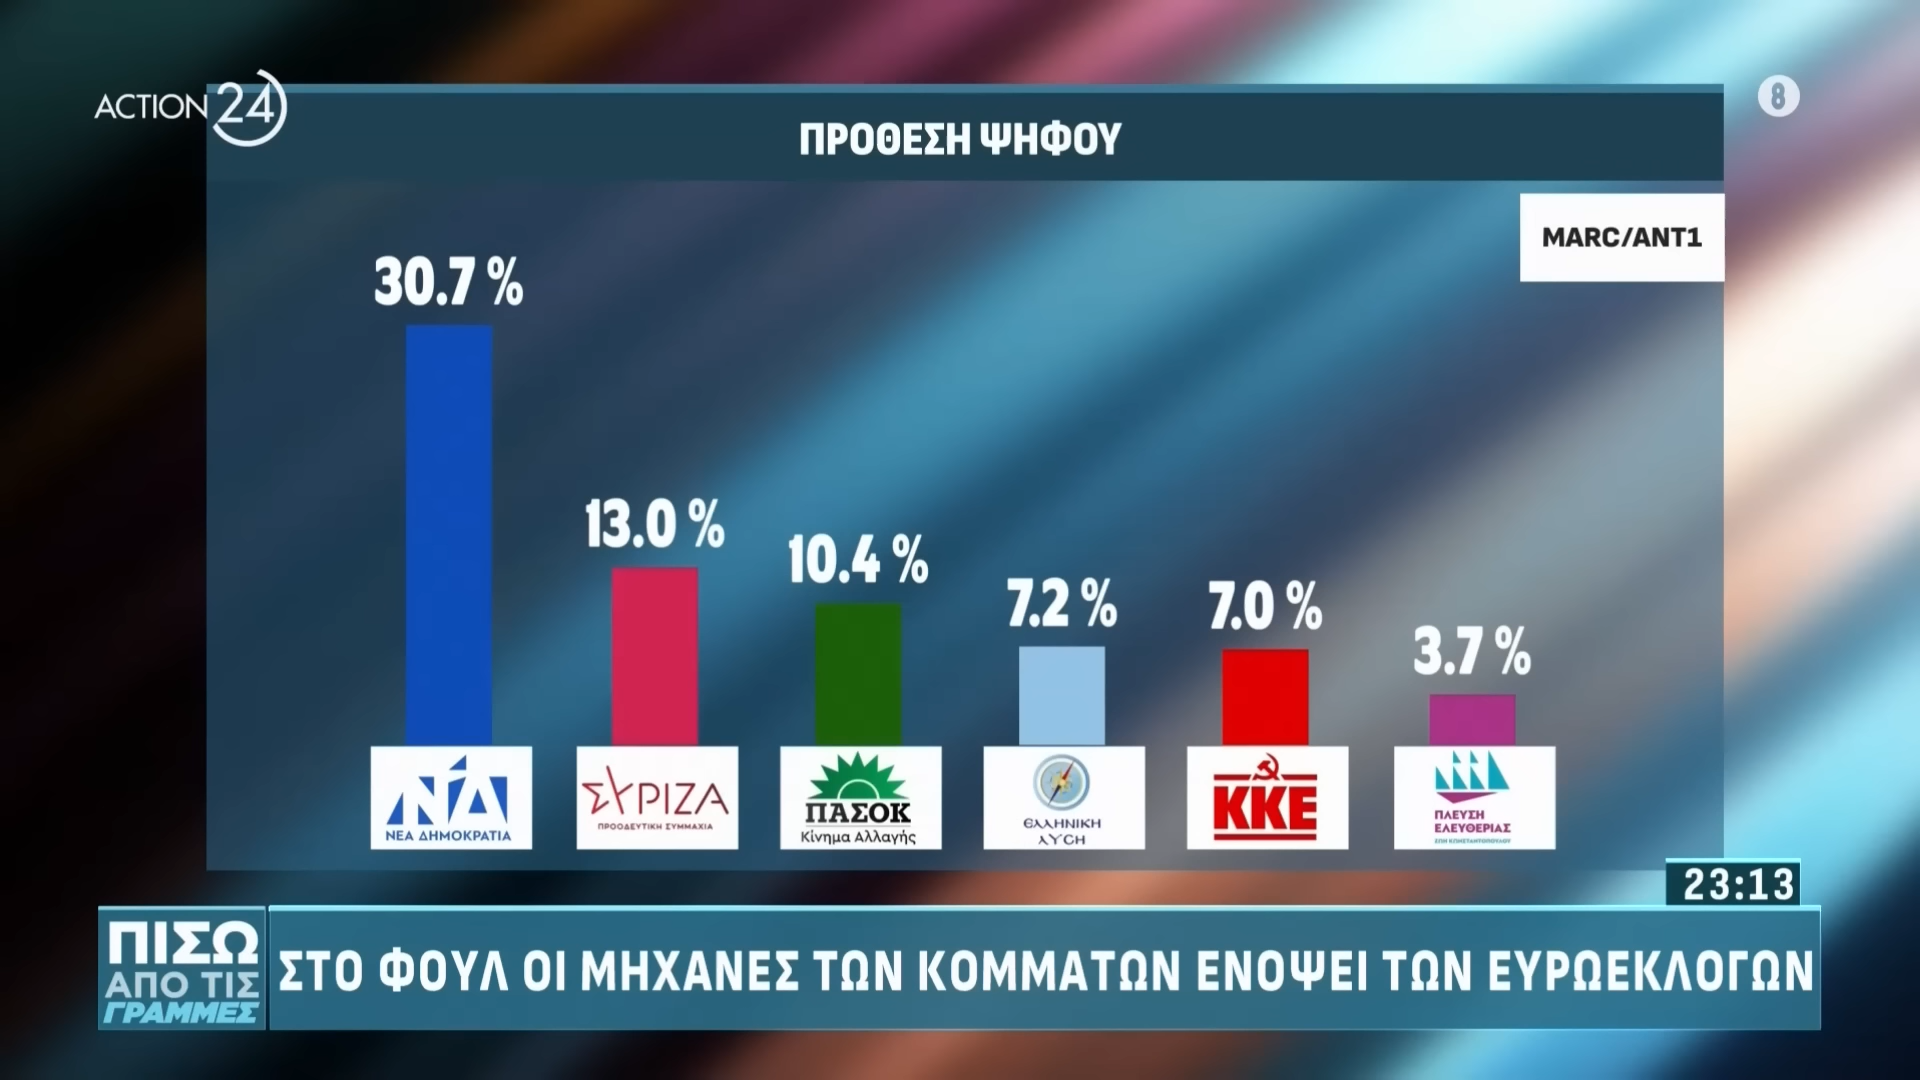 ACTION 24
8
ΠΡΟΘΕΣΗ ΨΗΦΟΥ
MARC/ANT1
30.7 %
13.0 %
10.4 %
7.2 %
7.0 %
3.7 %
ΝΔ
ΝΕΑ ΔΗΜΟΚΡΑΤΙΑ
ΣΥΡΙΖΑ
ΠΡΟΟΔΕΥΤΙΚΗ ΣΥΜΜΑΧΙΑ
ΠΑΣΟΚ
Κίνημα Αλλαγής
ΕΛΛΗΝΙΚΗ
ΛΥΣΗ
ΚΚΕ
ΠΛΕΥΣΗ
ΕΛΕΥΘΕΡΙΑΣ
23:13
ΠΙΣΩ
ΑΠΟ ΤΙΣ
ΓΡΑΜΜΕΣ
ΣΤΟ ΦΟΥΛ ΟΙ ΜΗΧΑΝΕΣ ΤΩΝ ΚΟΜΜΑΤΩΝ ΕΝΟΨΕΙ ΤΩΝ ΕΥΡΩΕΚΛΟΓΩΝ